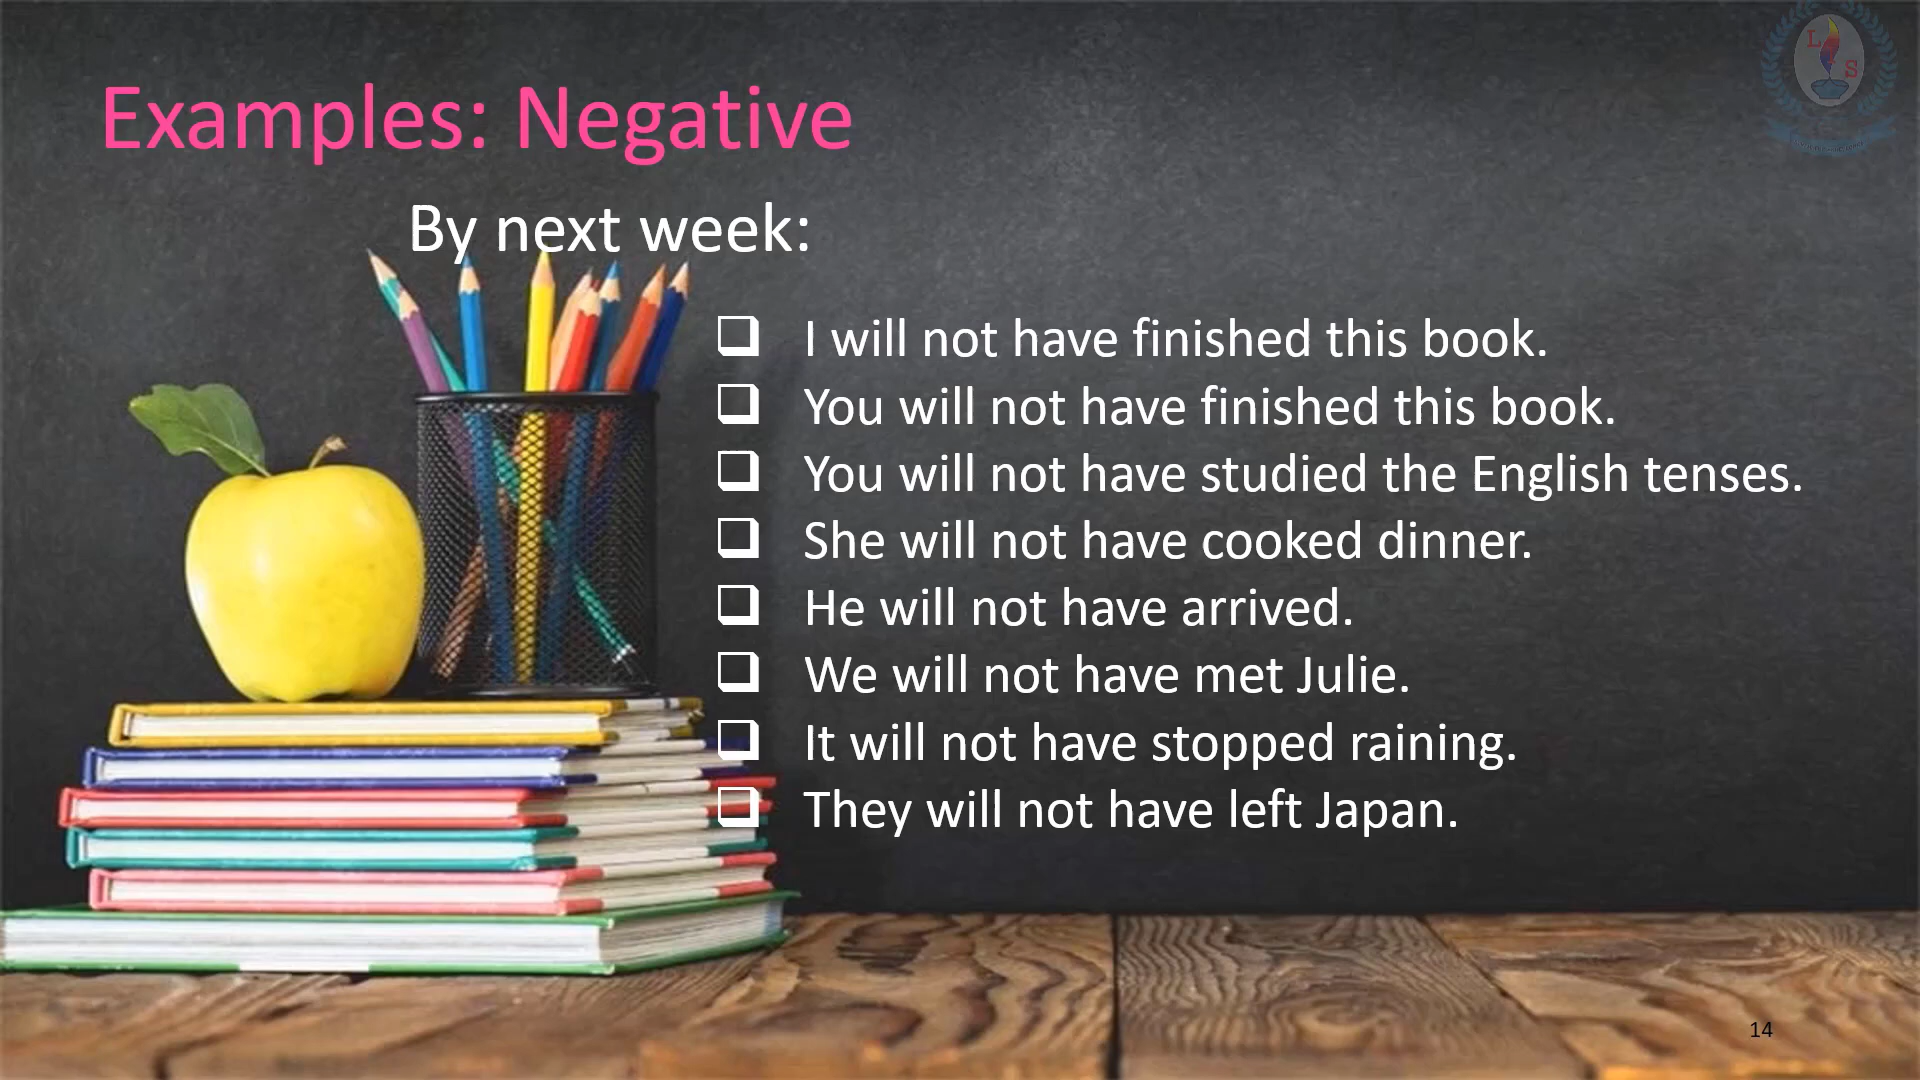 L
S
Examples: Negative
By next week:
❑ I will not have finished this book.
❑ You will not have finished this book.
❑ You will not have studied the English tenses.
❑ She will not have cooked dinner.
❑ He will not have arrived.
❑ We will not have met Julie.
❑ It will not have stopped raining.
❑ They will not have left Japan.
14